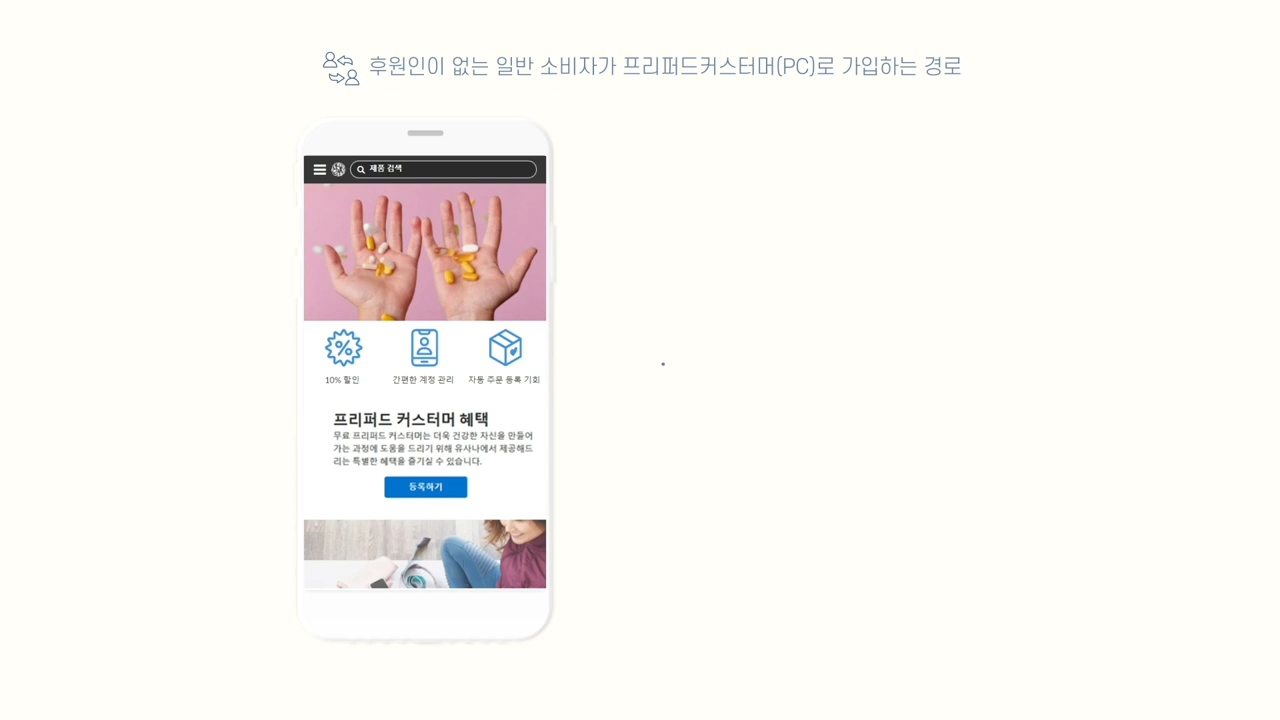 후원인이 없는 일반 소비자가 프리퍼드커스터머(PC)로 가입하는 경로
제품 검색
10% 할인
간편한 계정 관리
자동 주문 등록 기회
프리퍼드 커스터머 혜택
무료 프리퍼드 커스터머는 더욱 건강한 자신을 만들어
가는 과정에 도움을 드리기 위해 유사나에서 제공해드
리는 특별한 혜택을 즐기실 수 있습니다.
등록하기